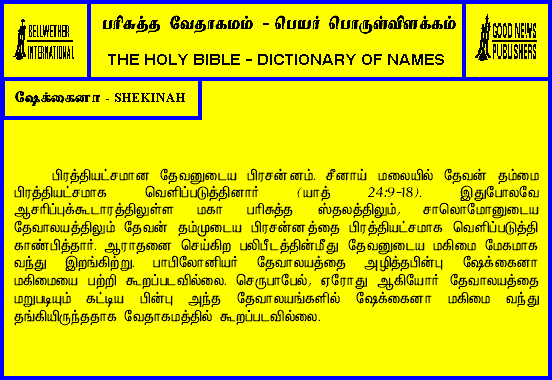 BELLWETHER
INTERNATIONAL
பரிசுத்த வேதாகமம் - பெயர் பொருள்விளக்கம்
THE HOLY BIBLE - DICTIONARY OF NAMES
GOOD NEWS
PUBLISHERS
ஷேக்கைனா - SHEKINAH
பிரத்தியட்சமான தேவனுடைய பிரசன்னம். சீனாய் மலையில் தேவன் தம்மை
பிரத்தியட்சமாக வெளிப்படுத்தினார் (யாத் 24:9-18). இதுபோலவே
ஆசரிப்புக்கூடாரத்திலுள்ள மகா பரிசுத்த ஸ்தலத்திலும், சாலொமோனுடைய
தேவாலயத்திலும் தேவன் தம்முடைய பிரசன்னத்தை பிரத்தியட்சமாக வெளிப்படுத்தி
காண்பித்தார். ஆராதனை செய்கிற பலிபீடத்தின்மீது தேவனுடைய மகிமை மேகமாக
வந்து இறங்கிற்று. பாபிலோனியர் தேவாலயத்தை அழித்தபின்பு ஷேக்கைனா
மகிமையை பற்றி கூறப்படவில்லை. செருபாபேல், ஏரோது ஆகியோர் தேவாலயத்தை
மறுபடியும் கட்டிய பின்பு அந்த தேவாலயங்களில் ஷேக்கைனா மகிமை வந்து
தங்கியிருந்ததாக வேதாகமத்தில் கூறப்படவில்லை.